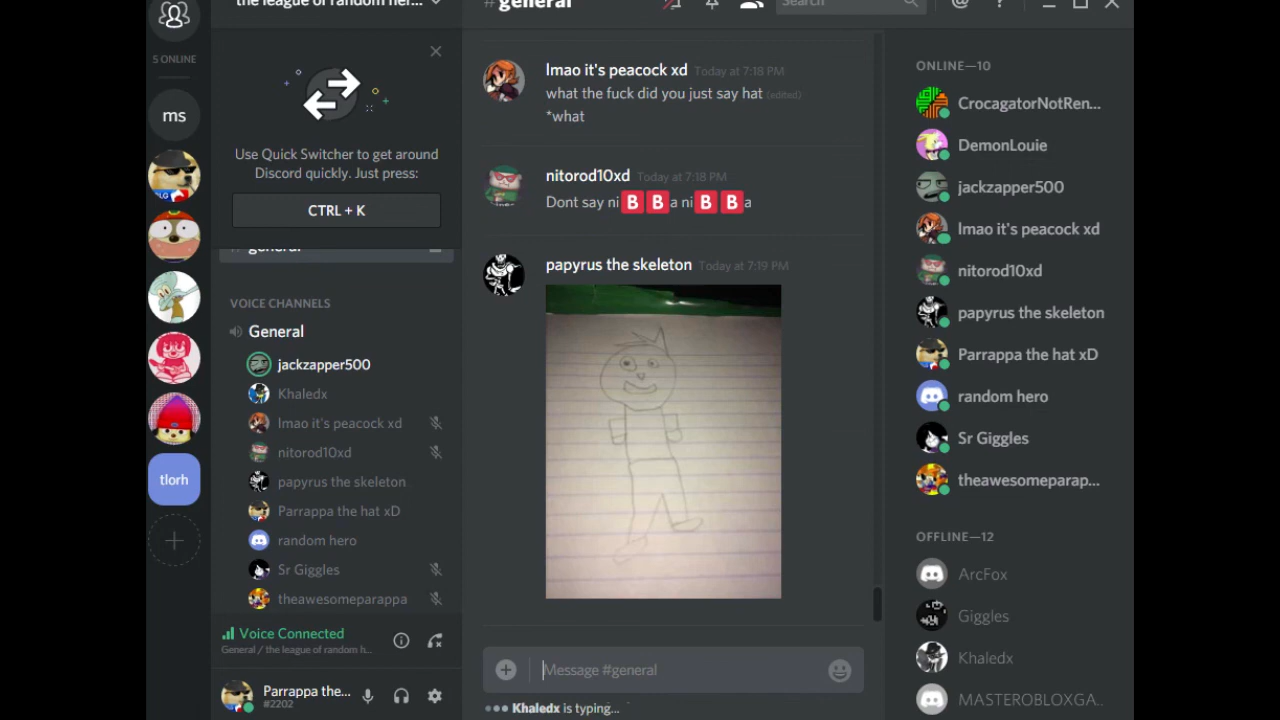 5 ONLINE
ms
tlorh
the league of random her...
Use Quick Switcher to get around
Discord quickly. Just press:
CTRL + K
general
VOICE CHANNELS
General
jackzapper500
Khaledx
lmao it's peacock xd
nitorod10xd
papyrus the skeleton
Parrappa the hat xD
random hero
Sr Giggles
theawesomeparappa
Voice Connected
General / the league of random h...
Parrappa the...
#2202
#general
Search
lmao it's peacock xd Today at 7:18 PM
what the fuck did you just say hat (edited)
*what
nitorod10xd Today at 7:18 PM
Dont say ni🅱🅱a ni🅱🅱a
papyrus the skeleton Today at 7:19 PM
Message #general
Khaledx is typing...
ONLINE—10
CrocagatorNotRen...
DemonLouie
jackzapper500
lmao it's peacock xd
nitorod10xd
papyrus the skeleton
Parrappa the hat xD
random hero
Sr Giggles
theawesomeparap...
OFFLINE—12
ArcFox
Giggles
Khaledx
MASTEROBLOXGA...